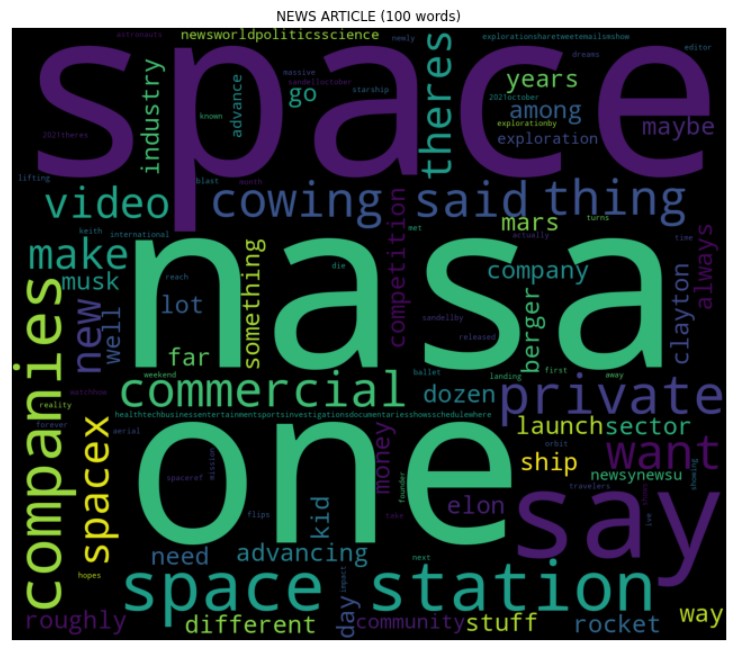 NEWS ARTICLE (100 words)
astronauts newsworldpoliticsscience newly explorationsharetweetemailsmshow
space
massive dreams editor
sandelloctober
industry advance go starship theres years
2021october
known among
explorationby
2021theres exploration maybe
lifting blast month
video cowing said thing
competition mars turns
keith international met actually time
make something always
musk reach die company
nasa
new well lot sandellby berger clayton
companies released
far ballet landing first away
weekend
reality commercial dozen private
watchhow
healthtechbusinessentertainmentsportsinvestigationsdocumentariesshowsschedulewhere
forever launch sector
aerial money orbit want
spacex one ship
spaceof mission newsynewsu
founder travelers showing
kid elon say
flips take ive
need advancing
hopes next
space station
day impact
roughly different community stuff rocket way